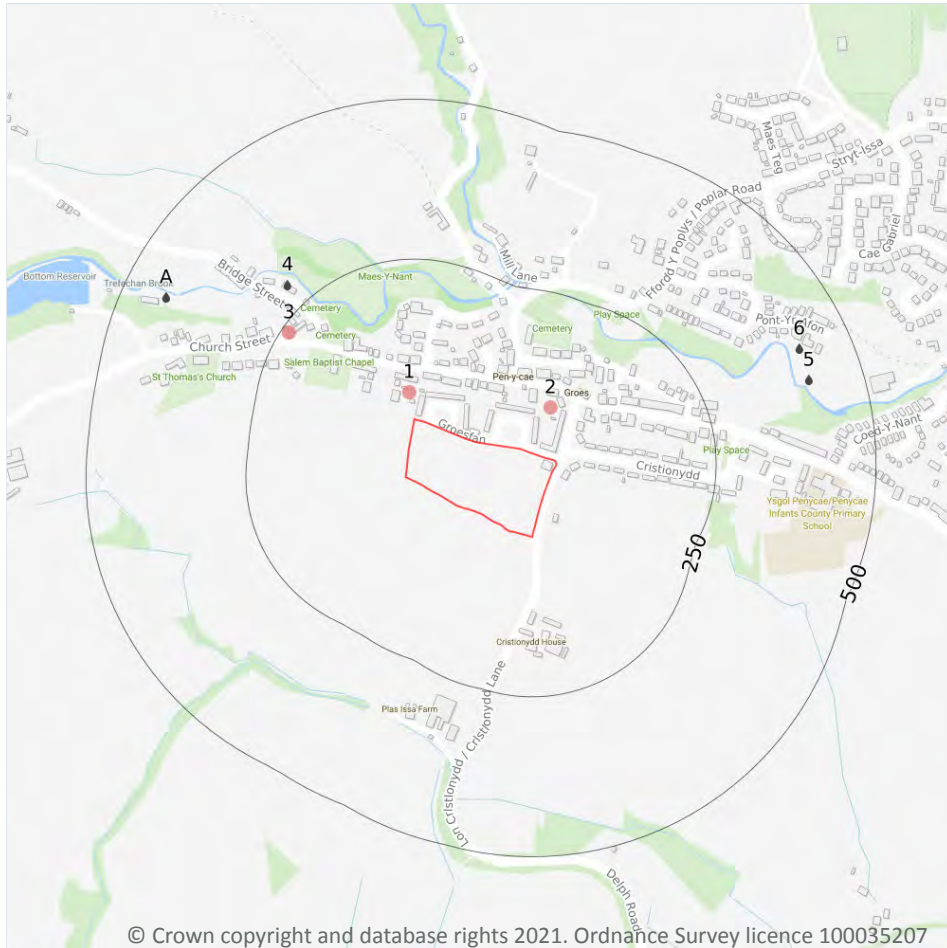 Maes Teg
Stryt-Issa
Ffordd Y Poplys / Poplar Road
Cae Gabriel
Mill Lane
A
Bridge Street
4
Maes-Y-Nant
Bottom Reservoir
Trefechan Brook
Cemetery
Play Space
Pont-Yr-Afon
3
Cemetery
Cemetery
6
Church Street
Salem Baptist Chapel
St Thomas's Church
1
Pen-y-cae
Groes
5
2
Groesfan
Coed-Y-Nant
Play Space
Cristionydd
Ysgol Penycae/Penycae
Infants County Primary
School
250
500
Cristionydd House
Plas Issa Farm
Lon Cristionydd / Cristionydd Lane
Delph Road
© Crown copyright and database rights 2021. Ordnance Survey licence 100035207